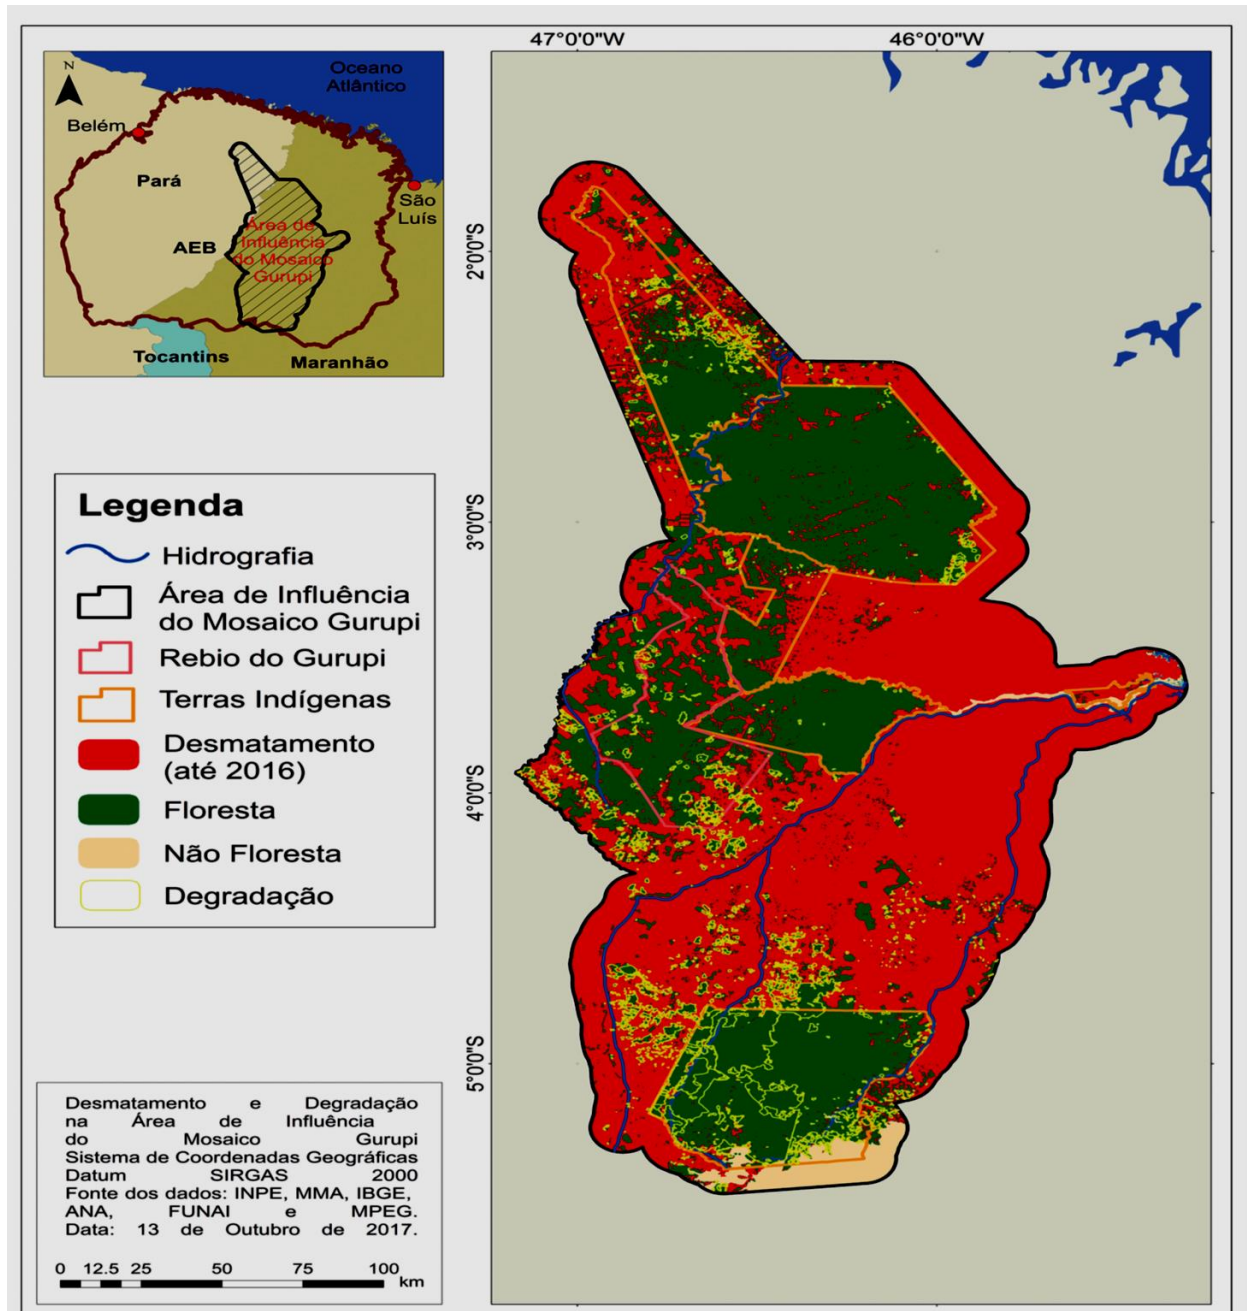 47°0'0"W
46°0'0"W
N
Oceano
Atlântico
Belém
Pará
São
Luís
AEB
Área de
Influência
do Mosaico
Gurupi
Tocantins
Maranhão
2°0'0"S
3°0'0"S
4°0'0"S
5°0'0"S
Legenda
Hidrografia
Área de Influência
do Mosaico Gurupi
Rebio do Gurupi
Terras Indígenas
Desmatamento
(até 2016)
Floresta
Não Floresta
Degradação
Desmatamento e Degradação
na Área de Influência
do Mosaico Gurupi
Sistema de Coordenadas Geográficas
Datum SIRGAS 2000
Fonte dos dados: INPE, MMA, IBGE,
ANA, FUNAI e MPEG.
Data: 13 de Outubro de 2017.
0 12.5 25 50 75 100
km